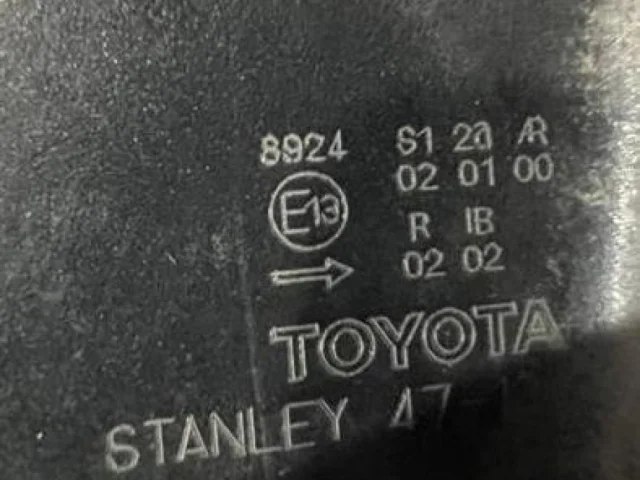 8924 S1 2a AR
02 01 00
E13 R IB
→ 02 02
TOYOTA
STANLEY 47-